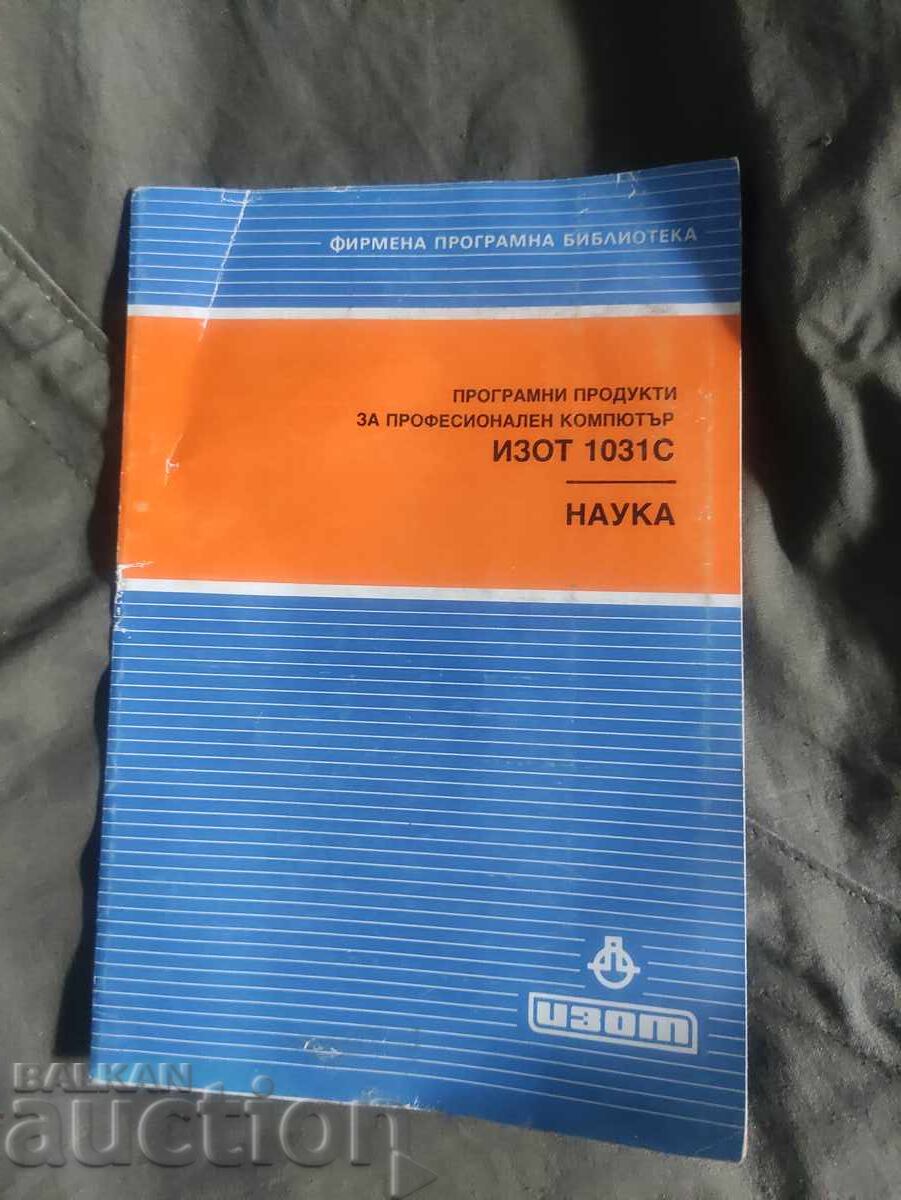 ФИРМЕНА ПРОГРАМНА БИБЛИОТЕКА
ПРОГРАМНИ ПРОДУКТИ
ЗА ПРОФЕСИОНАЛЕН КОМПЮТЪР
ИЗОТ 1031С
НАУКА
изот
BALKAN
auction